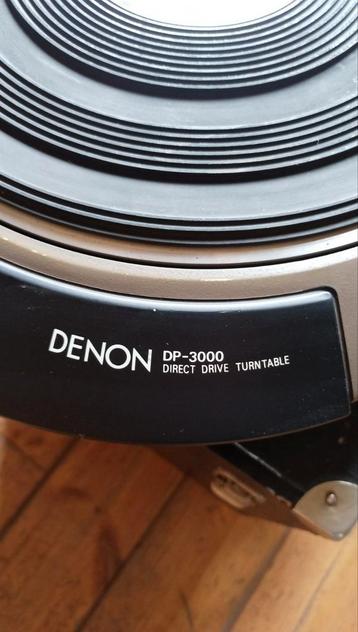 DENON DP-3000
DIRECT DRIVE TURNTABLE